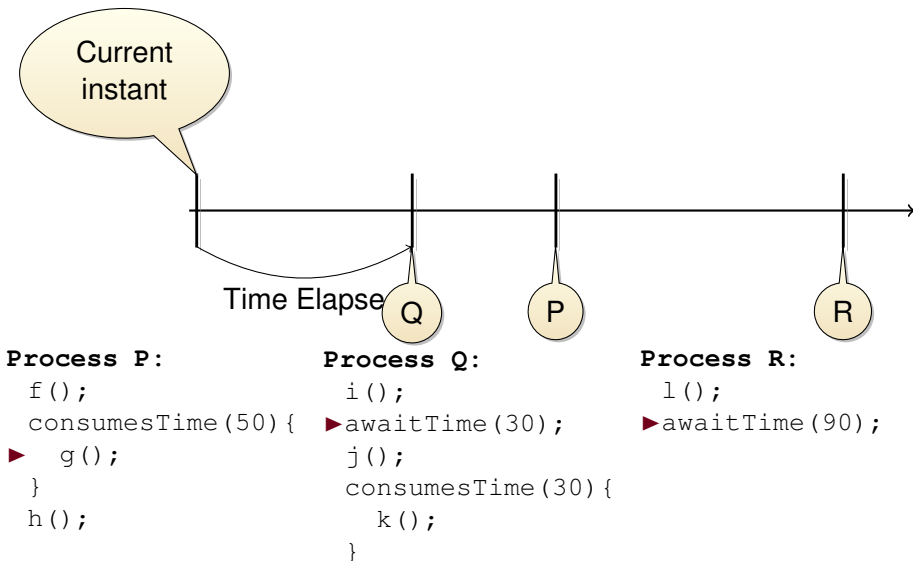 Current
instant
Time Elapse
Q
P
R
Process P:
f();
consumesTime(50){
g();
}
h();
Process Q:
i();
awaitTime(30);
j();
consumesTime(30){
k();
}
Process R:
l();
awaitTime(90);